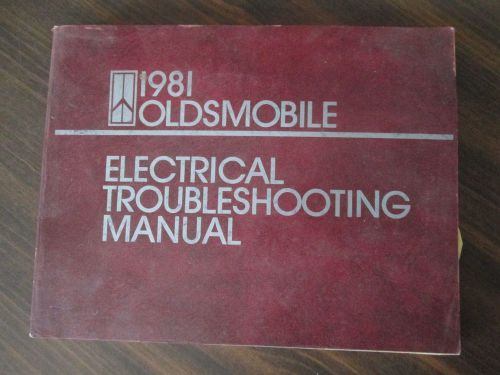 1981
OLDSMOBILE
ELECTRICAL
TROUBLESHOOTING
MANUAL